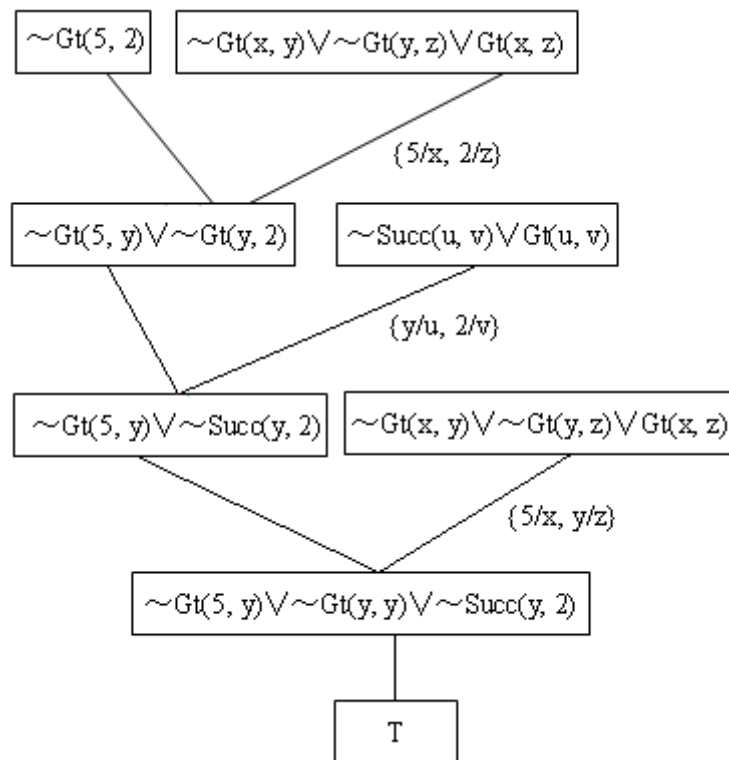 ～Gt(5, 2)
～Gt(x, y)∨～Gt(y, z)∨Gt(x, z)
{5/x, 2/z}
～Gt(5, y)∨～Gt(y, 2)
～Succ(u, v)∨Gt(u, v)
{y/u, 2/v}
～Gt(5, y)∨～Succ(y, 2)
～Gt(x, y)∨～Gt(y, z)∨Gt(x, z)
{5/x, y/z}
～Gt(5, y)∨～Gt(y, y)∨～Succ(y, 2)
T